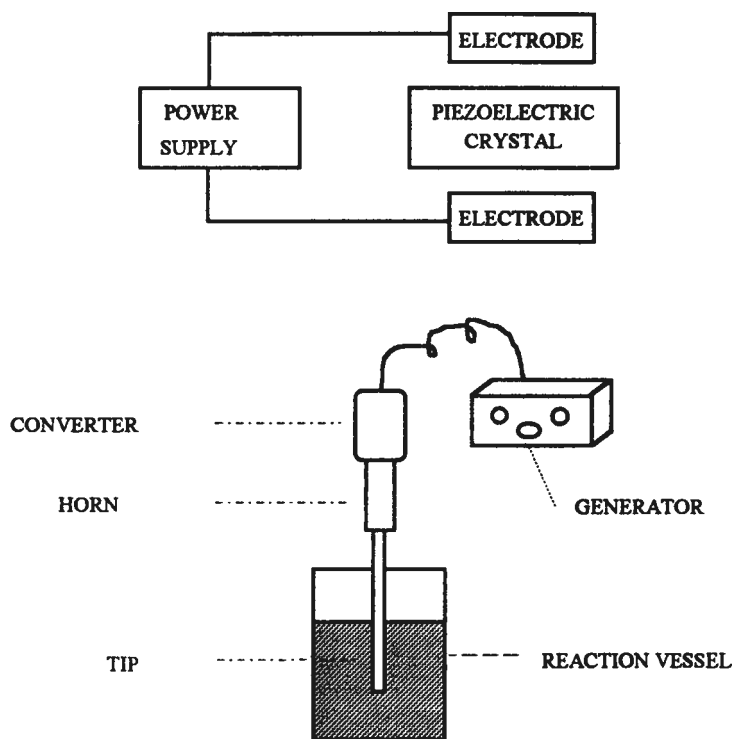 ELECTRODE
POWER
SUPPLY
PIEZOELECTRIC
CRYSTAL
ELECTRODE
CONVERTER
HORN
GENERATOR
TIP
REACTION VESSEL